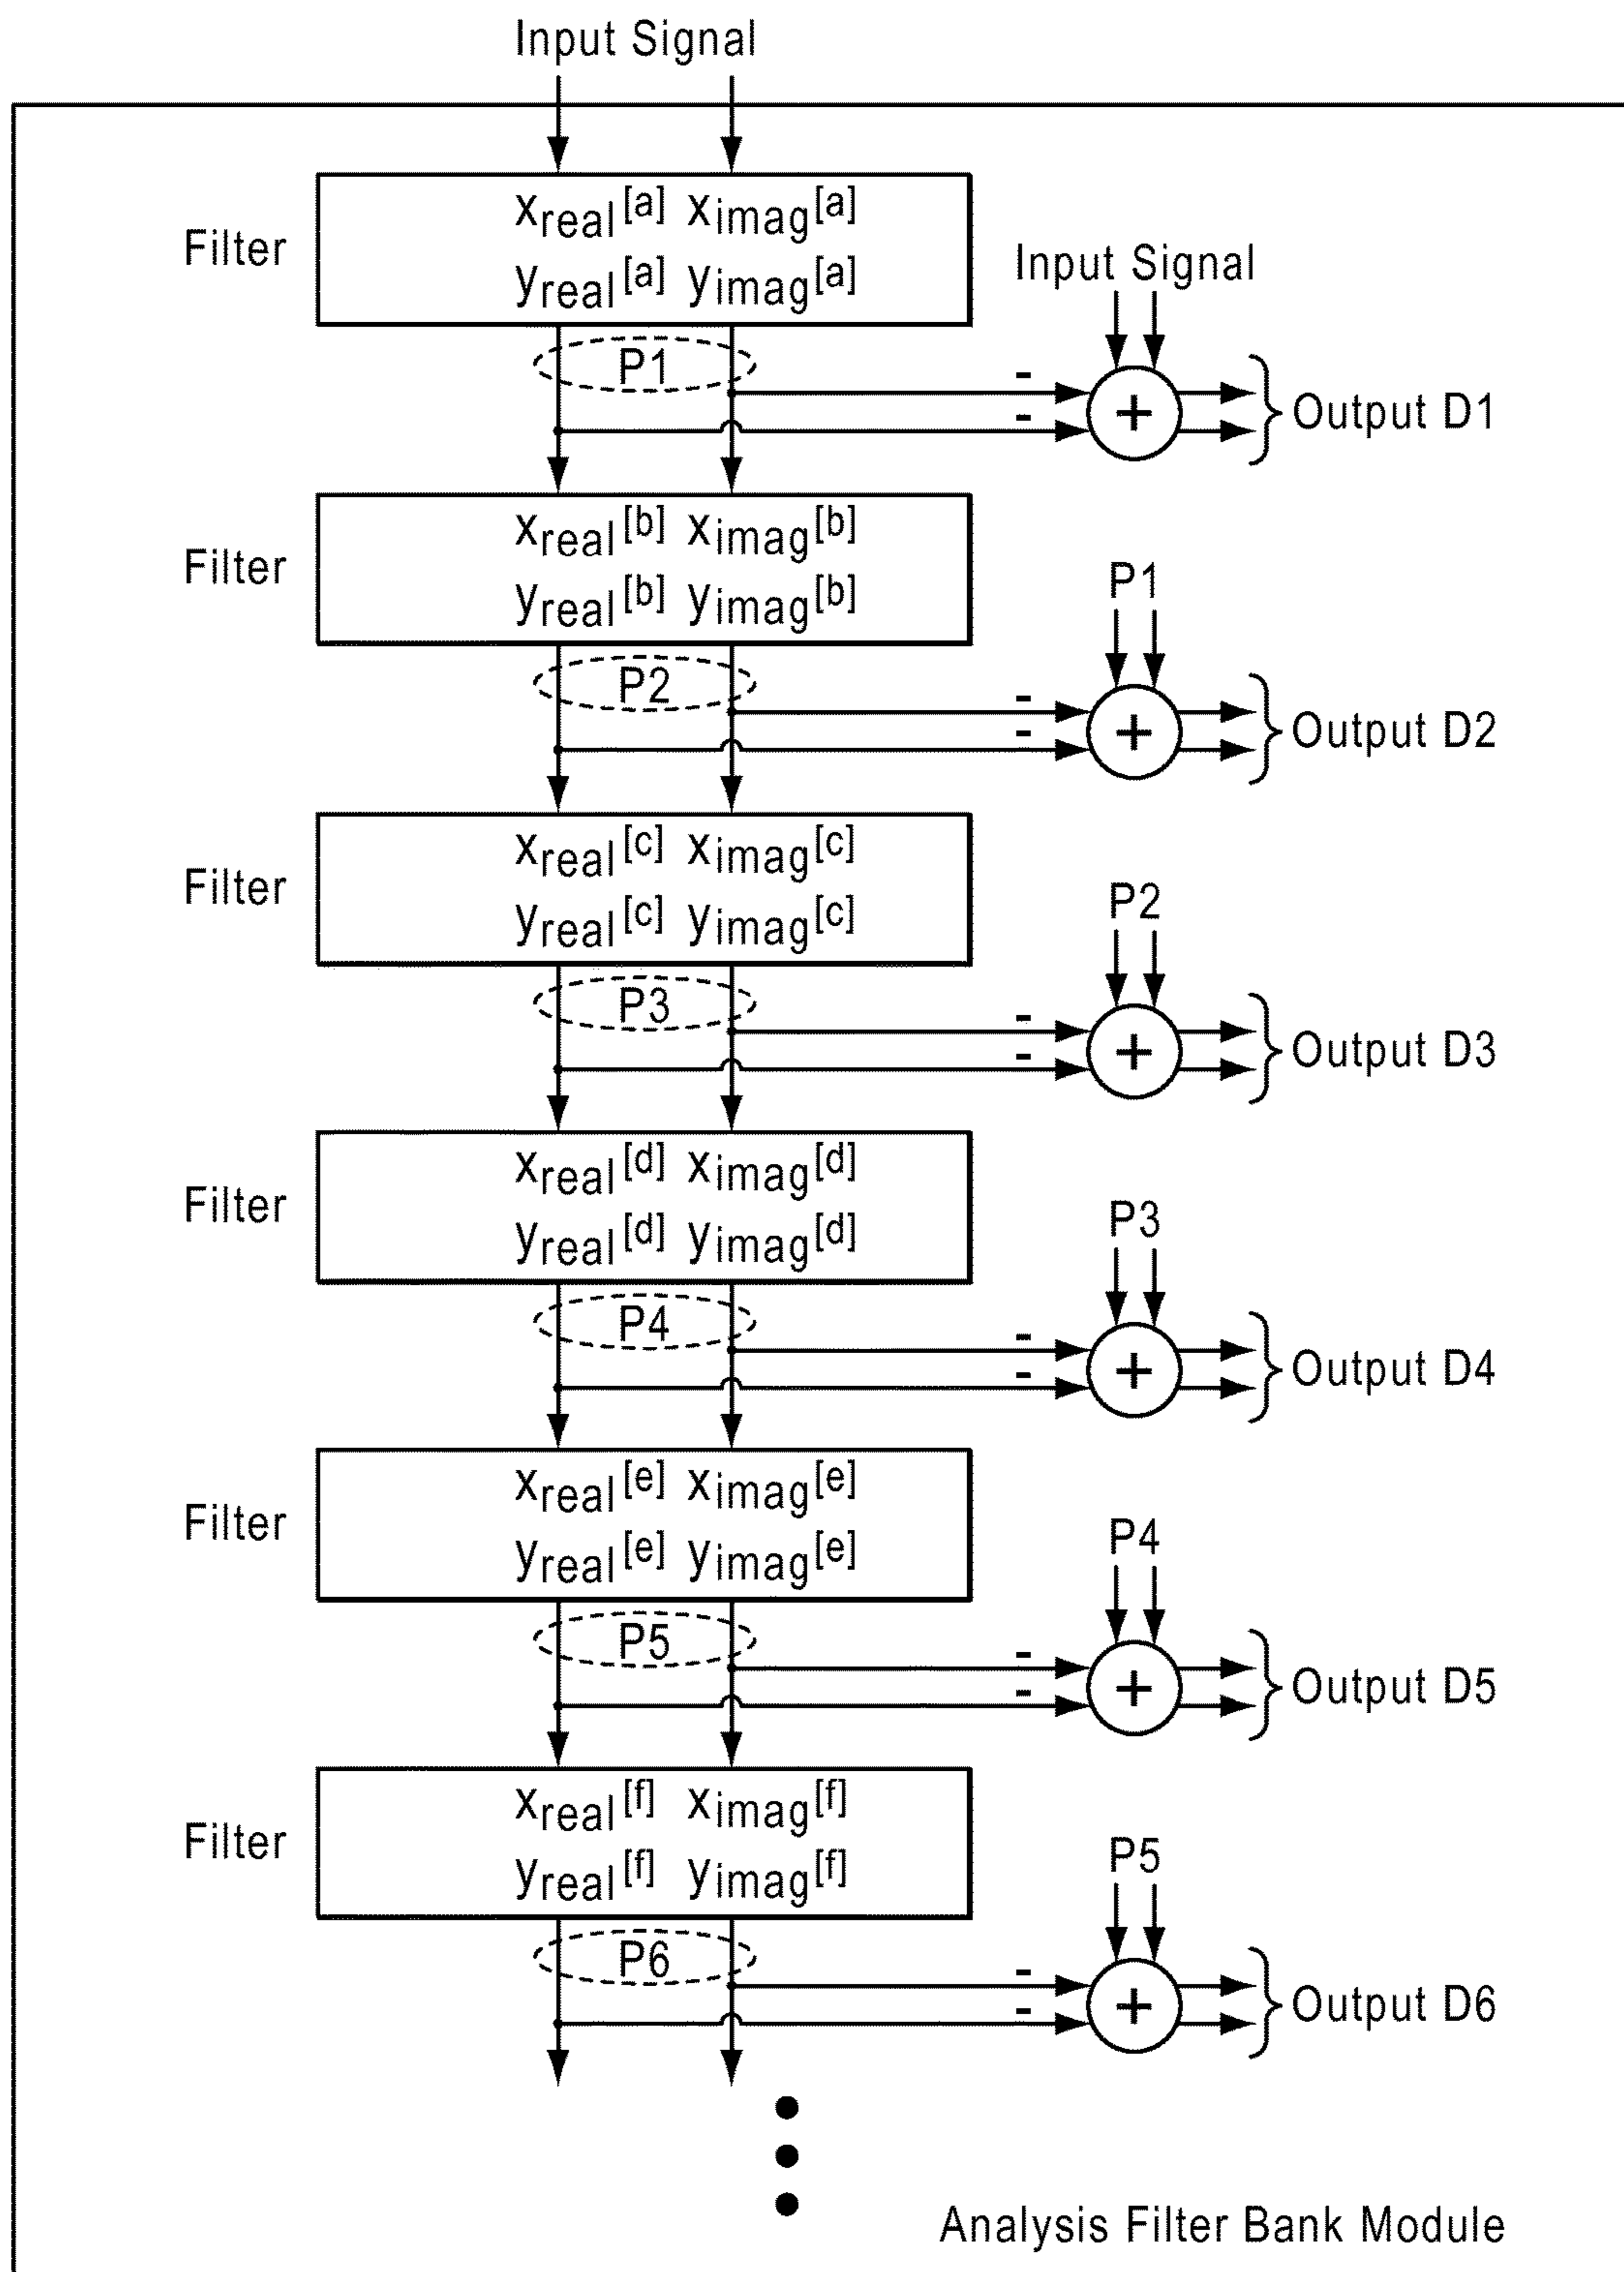 Input Signal
Filter
x_real[a] x_imag[a]
y_real[a] y_imag[a]
Input Signal
P1
-
-
+
Output D1
Filter
x_real[b] x_imag[b]
y_real[b] y_imag[b]
P1
P2
-
-
+
Output D2
Filter
x_real[c] x_imag[c]
y_real[c] y_imag[c]
P2
P3
-
-
+
Output D3
Filter
x_real[d] x_imag[d]
y_real[d] y_imag[d]
P3
P4
-
-
+
Output D4
Filter
x_real[e] x_imag[e]
y_real[e] y_imag[e]
P4
P5
-
-
+
Output D5
Filter
x_real[f] x_imag[f]
y_real[f] y_imag[f]
P5
P6
-
-
+
Output D6
Analysis Filter Bank Module